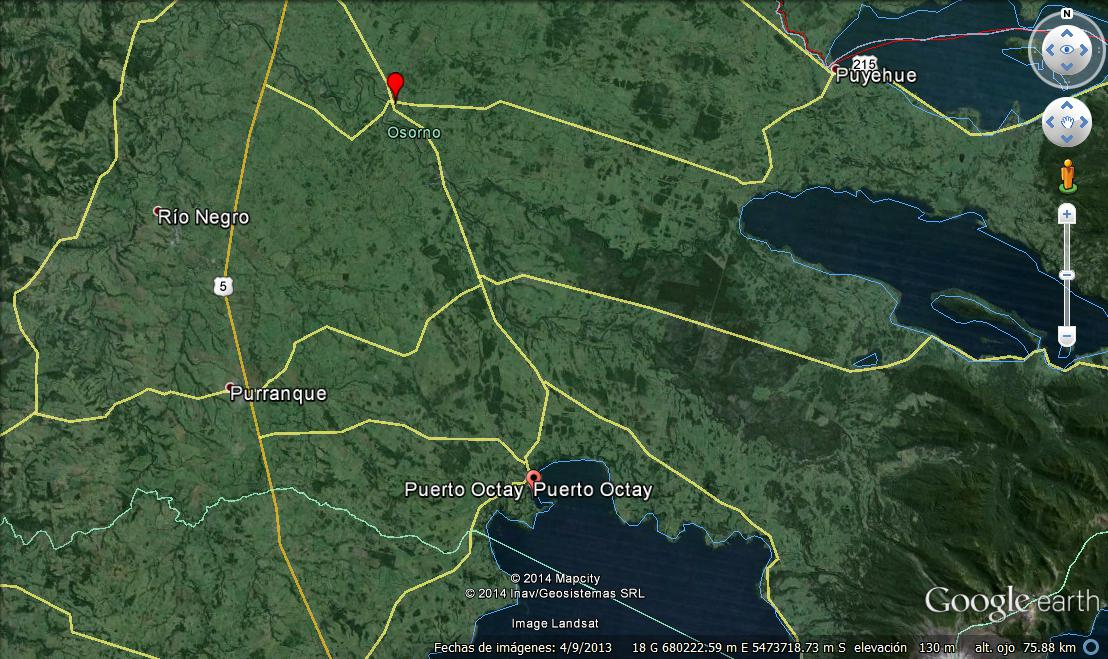 N
215
Puyehue
Osorno
Río Negro
5
Purranque
Puerto Octay Puerto Octay
© 2014 Mapcity
© 2014 Inav/Geosistemas SRL
Image Landsat
Google earth
Fechas de imágenes: 4/9/2013 18 G 680222.59 m E 5473718.73 m S elevación 130 m alt. ojo 75.88 km